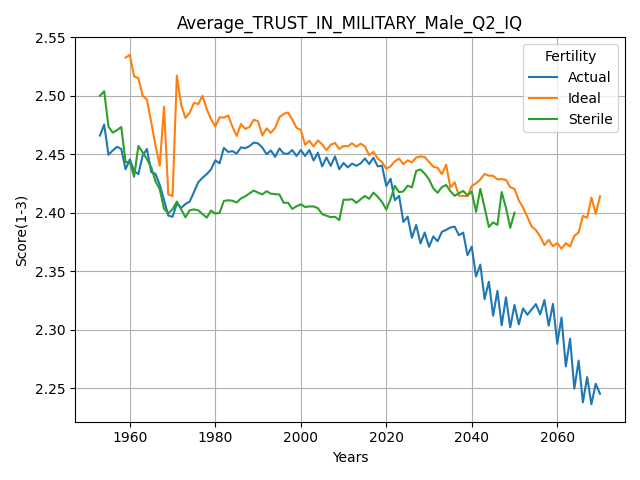 Average_TRUST_IN_MILITARY_Male_Q2_IQ
Score(1-3)
2.55
2.50
2.45
2.40
2.35
2.30
2.25
Fertility
Actual
Ideal
Sterile
1960 1980 2000 2020 2040 2060
Years